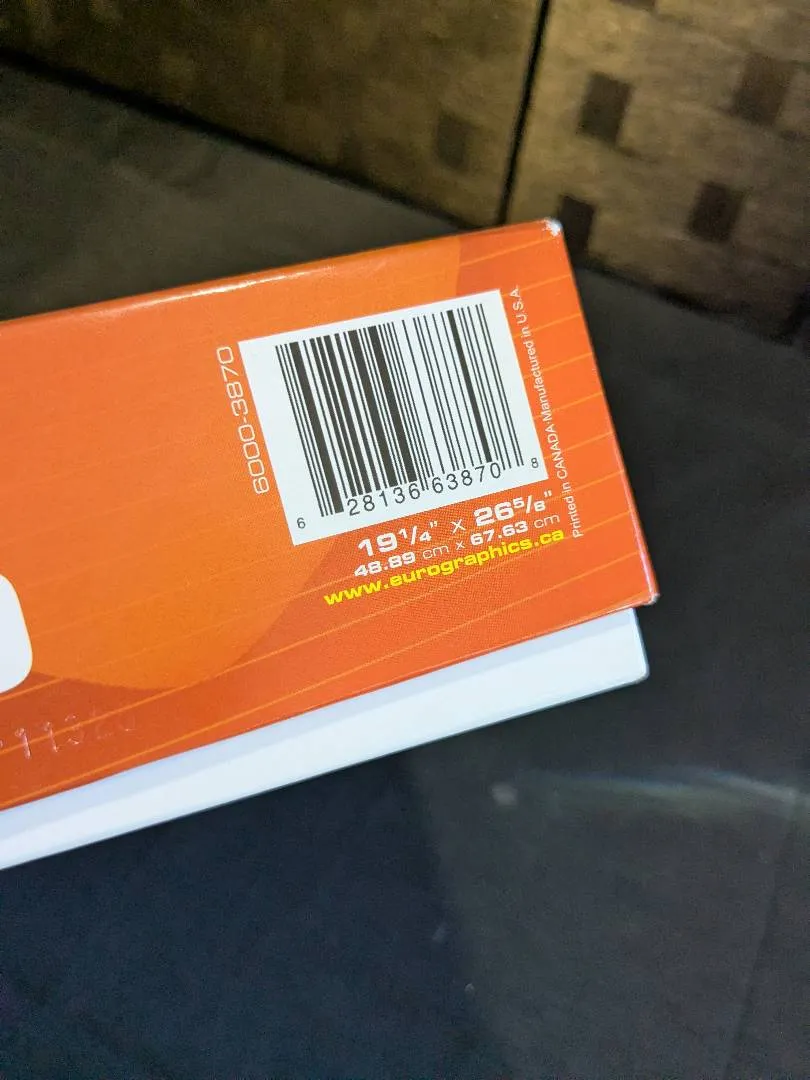 6000-3870
6 28136 63870 8
19¼" x 26⅝"
48.89 cm x 67.63 cm
www.eurographics.ca
Printed in CANADA Manufactured in U.S.A.